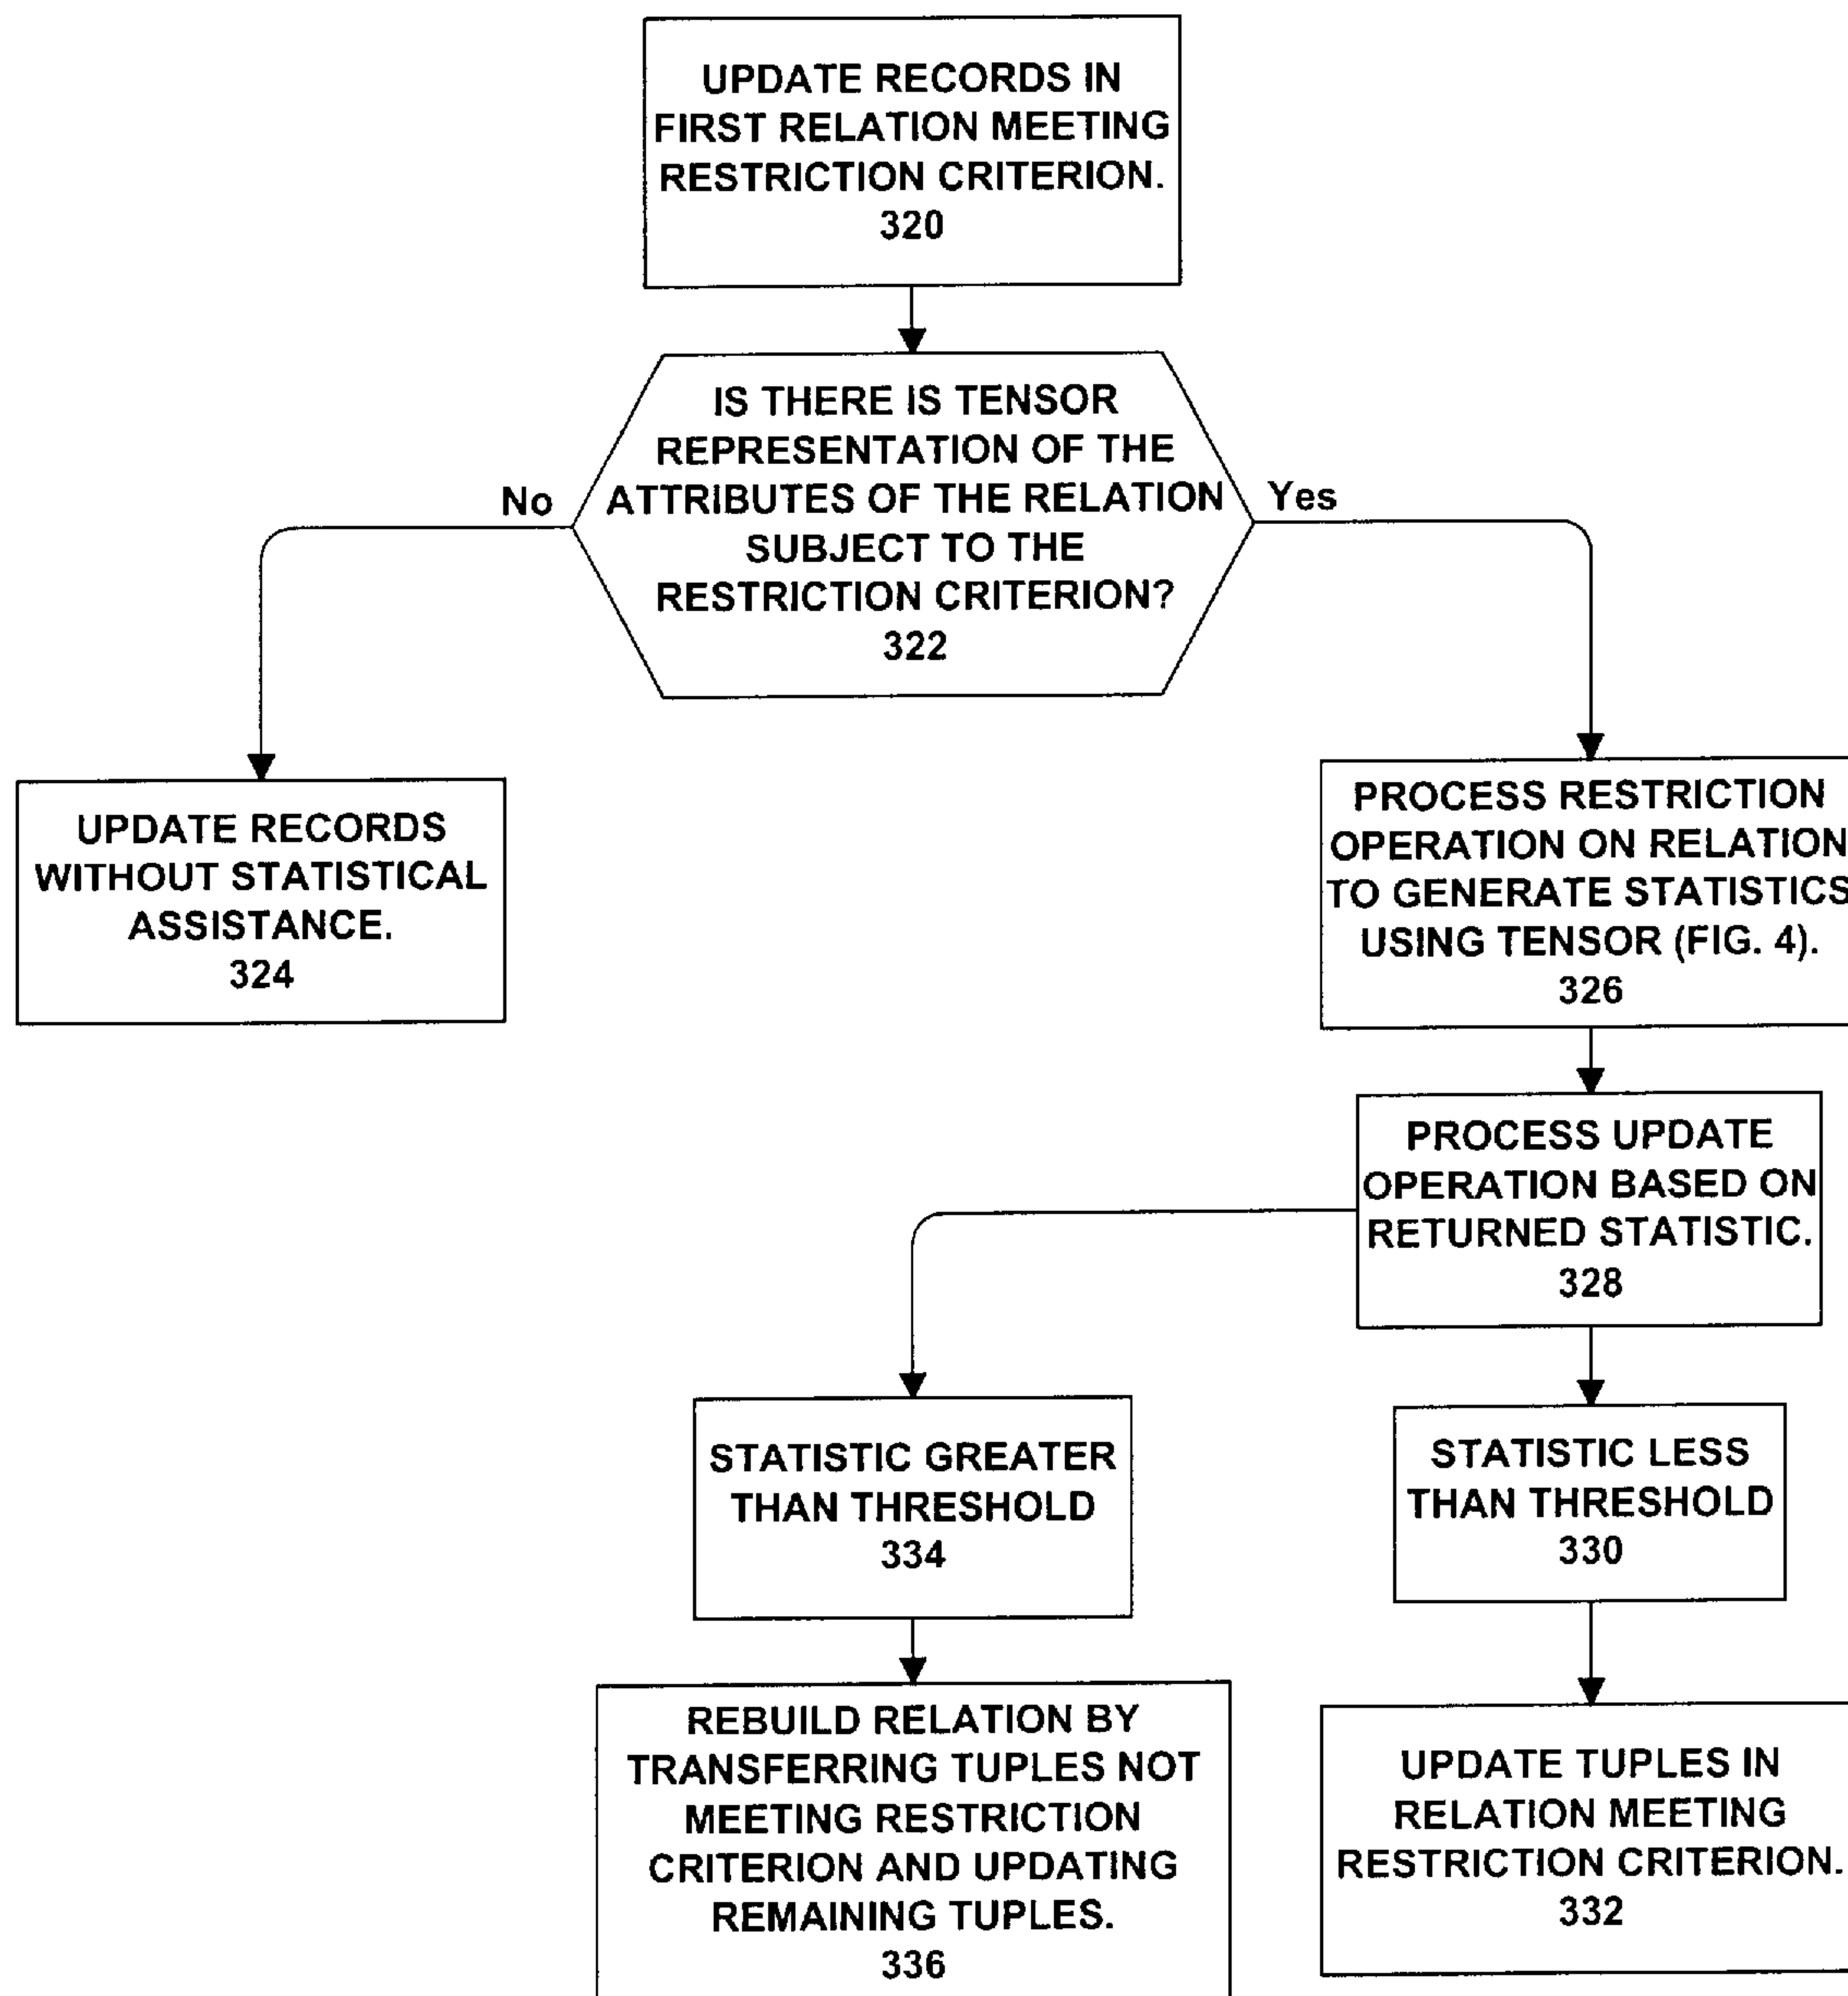 UPDATE RECORDS IN
FIRST RELATION MEETING
RESTRICTION CRITERION.
320
IS THERE IS TENSOR
REPRESENTATION OF THE
ATTRIBUTES OF THE RELATION
SUBJECT TO THE
RESTRICTION CRITERION?
322
No
Yes
UPDATE RECORDS
WITHOUT STATISTICAL
ASSISTANCE.
324
PROCESS RESTRICTION
OPERATION ON RELATION
TO GENERATE STATISTICS
USING TENSOR (FIG. 4).
326
PROCESS UPDATE
OPERATION BASED ON
RETURNED STATISTIC.
328
STATISTIC GREATER
THAN THRESHOLD
334
STATISTIC LESS
THAN THRESHOLD
330
REBUILD RELATION BY
TRANSFERRING TUPLES NOT
MEETING RESTRICTION
CRITERION AND UPDATING
REMAINING TUPLES.
336
UPDATE TUPLES IN
RELATION MEETING
RESTRICTION CRITERION.
332